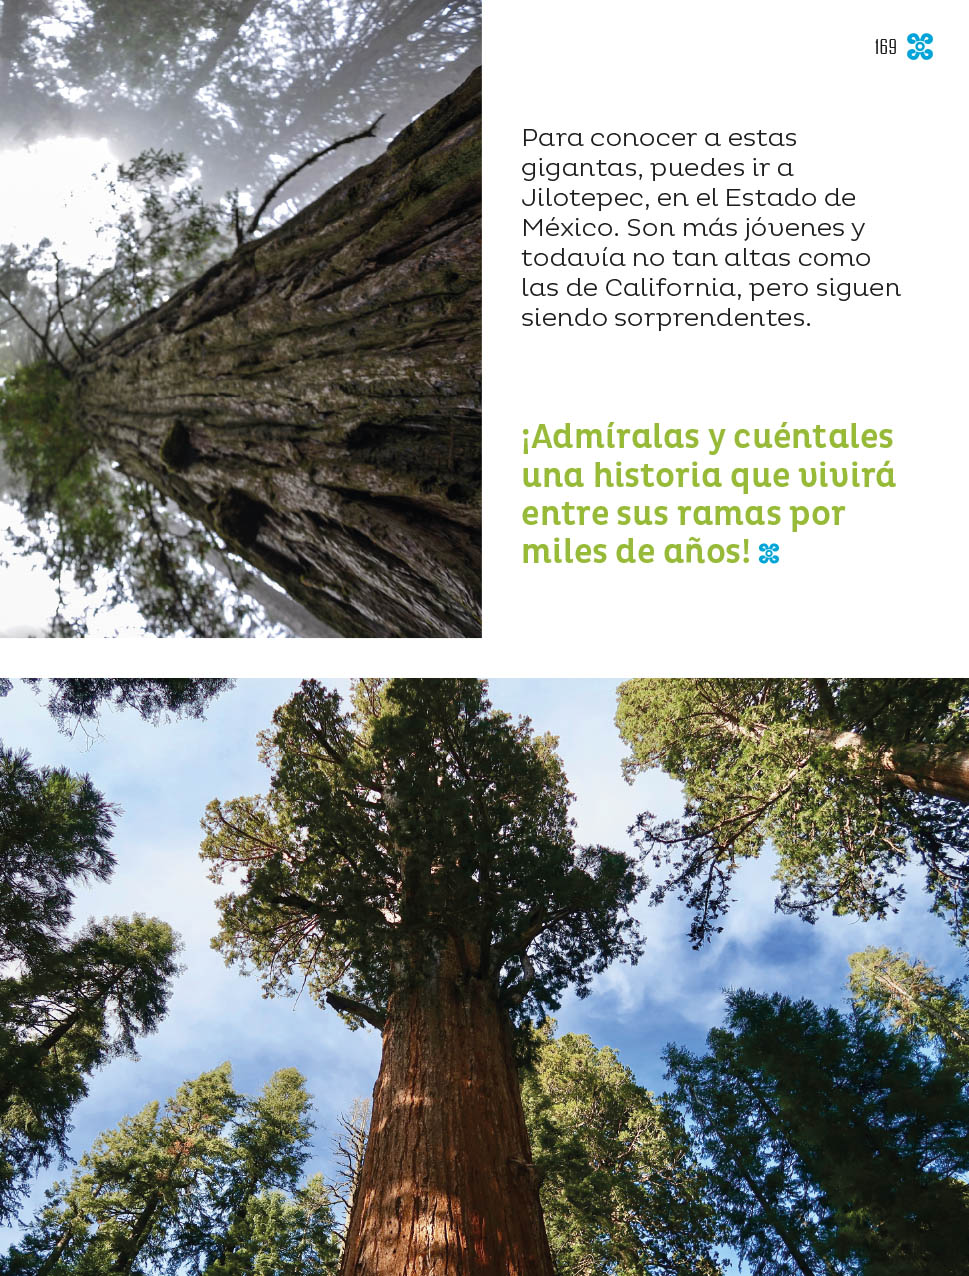 169
Para conocer a estas
gigantas, puedes ir a
Jilotepec, en el Estado de
México. Son más jóvenes y
todavía no tan altas como
las de California, pero siguen
siendo sorprendentes.
¡Admíralas y cuéntales
una historia que vivirá
entre sus ramas por
miles de años!